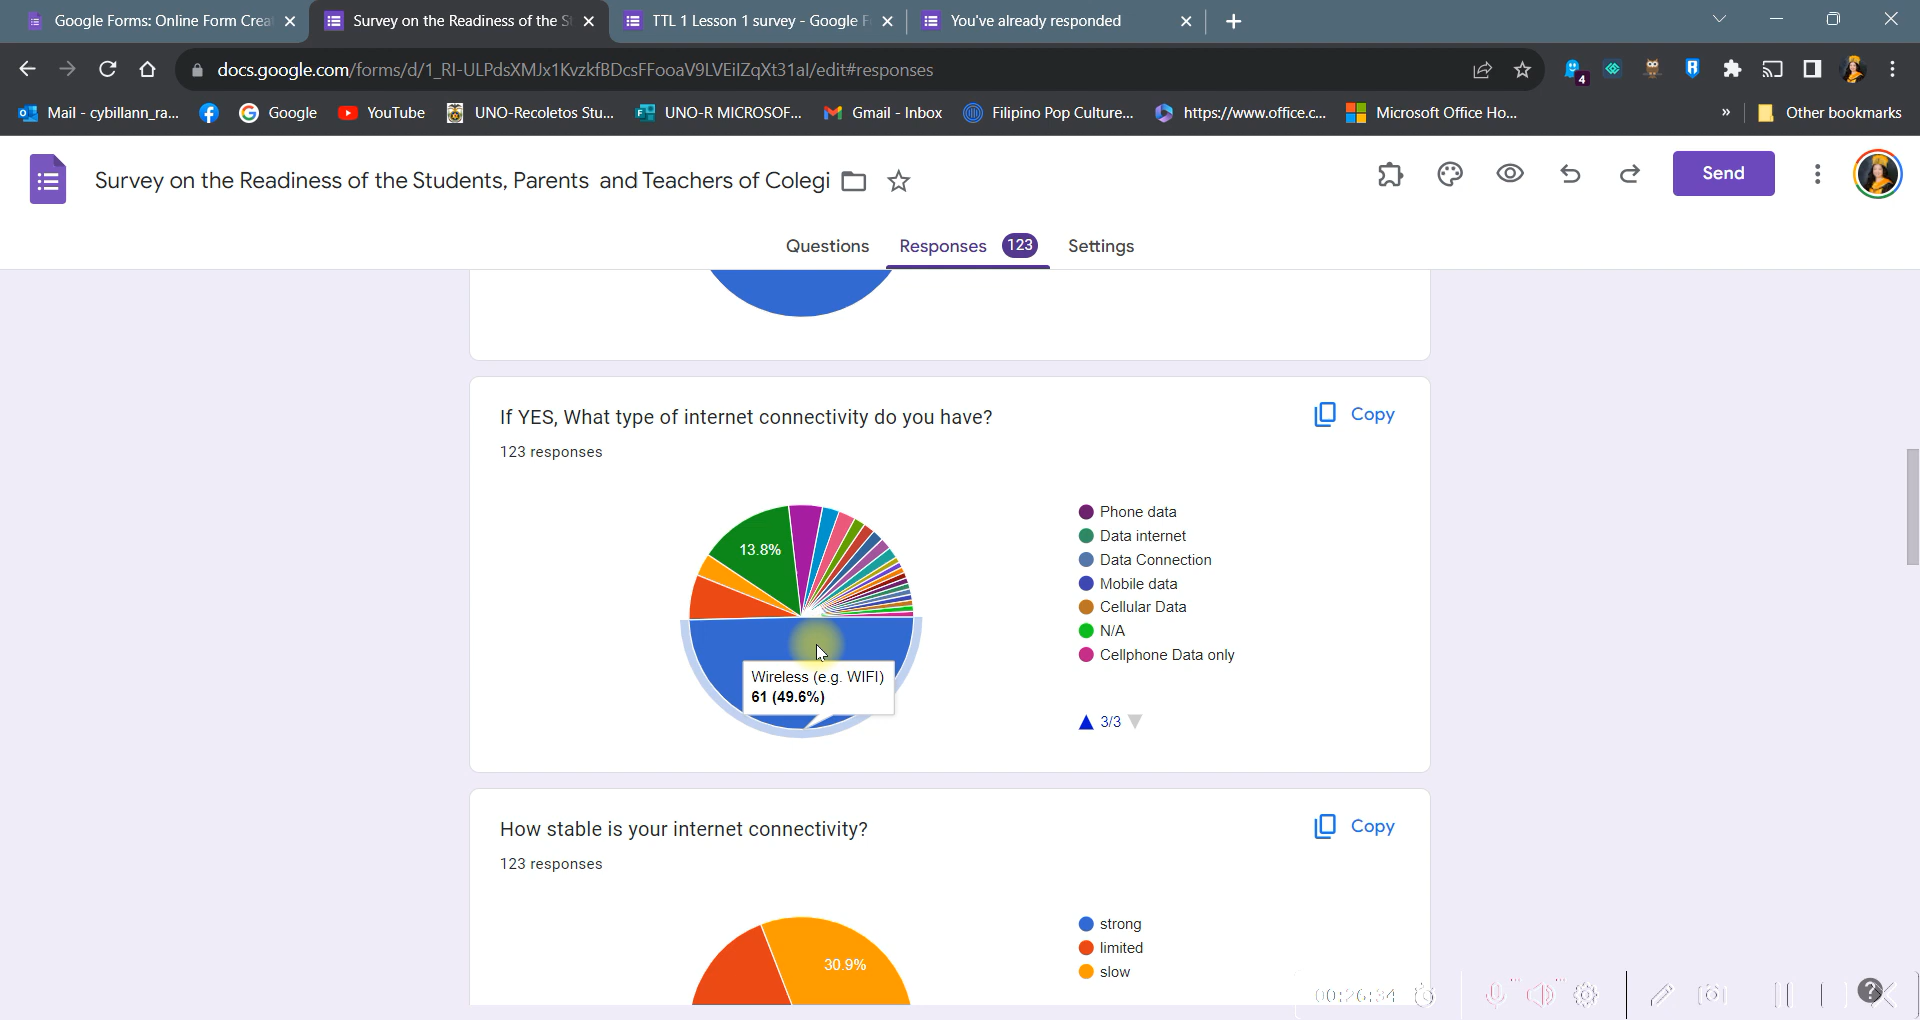 Google Forms: Online Form Crea
Survey on the Readiness of the S
TTL 1 Lesson 1 survey - Google F
You've already responded
docs.google.com/forms/d/1_RI-ULPdsXMJx1KvzkfBDcsFFooaV9LVEiIZqXt31aI/edit#responses
4
Mail - cybillann_ra...
Google
YouTube
UNO-Recoletos Stu...
UNO-R MICROSOF...
Gmail - Inbox
Filipino Pop Culture...
https://www.office.c...
Microsoft Office Ho...
»
Other bookmarks
Survey on the Readiness of the Students, Parents and Teachers of Colegi
Send
Questions
Responses 123
Settings
If YES, What type of internet connectivity do you have?
Copy
123 responses
13.8%
Wireless (e.g. WIFI)
61 (49.6%)
Phone data
Data internet
Data Connection
Mobile data
Cellular Data
N/A
Cellphone Data only
3/3
How stable is your internet connectivity?
Copy
123 responses
30.9%
strong
limited
slow
00:26:34